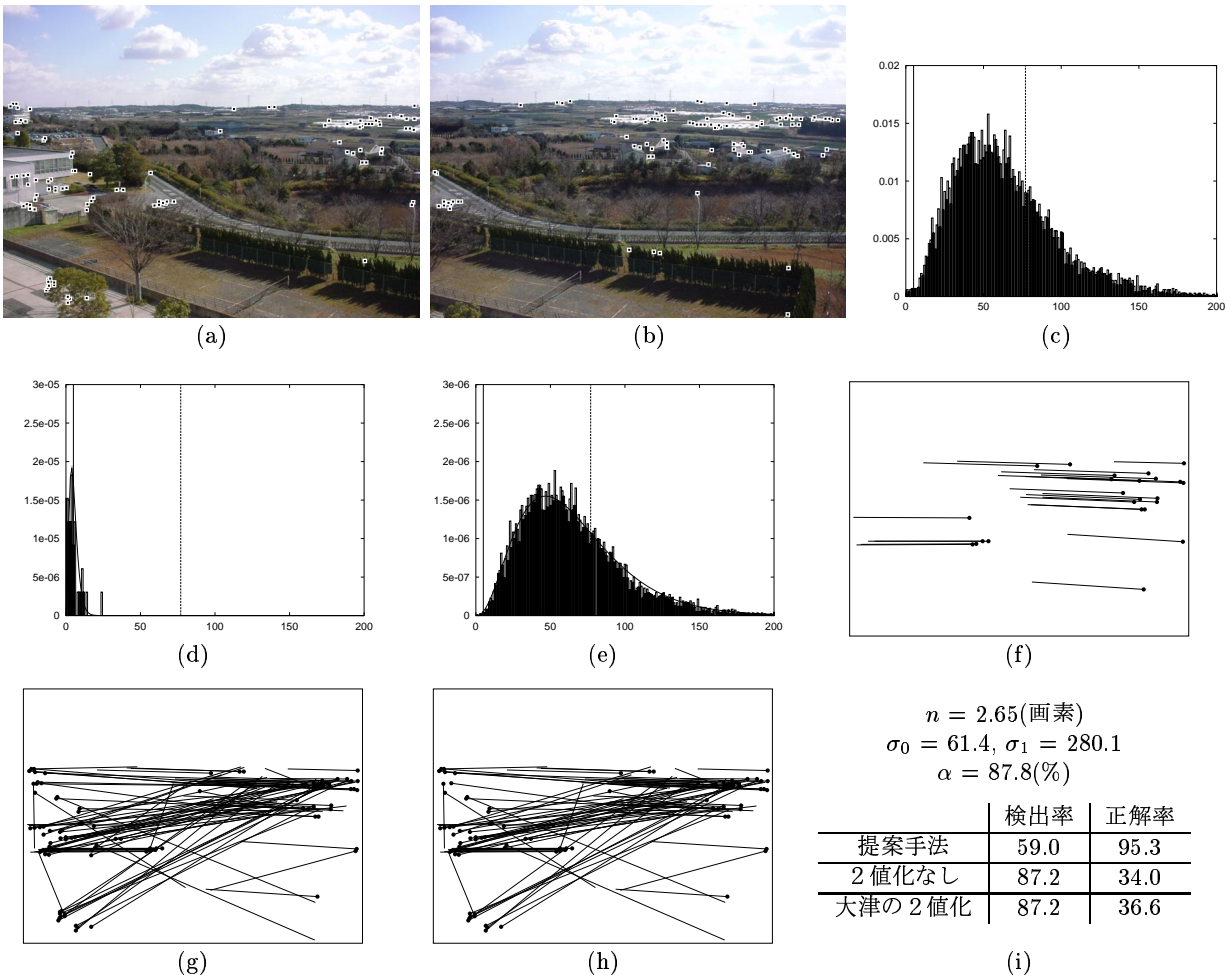 0.02
0.015
0.01
0.005
0
0 50 100 150 200
(a) (b) (c)
3e-05
2.5e-05
2e-05
1.5e-05
1e-05
5e-06
0
0 50 100 150 200
3e-06
2.5e-06
2e-06
1.5e-06
1e-06
5e-07
0
0 50 100 150 200
(d) (e) (f)
n = 2.65(画素)
σ0 = 61.4, σ1 = 280.1
α = 87.8(%)
検出率 正解率
提案手法 59.0 95.3
2値化なし 87.2 34.0
大津の2値化 87.2 36.6
(g) (h) (i)